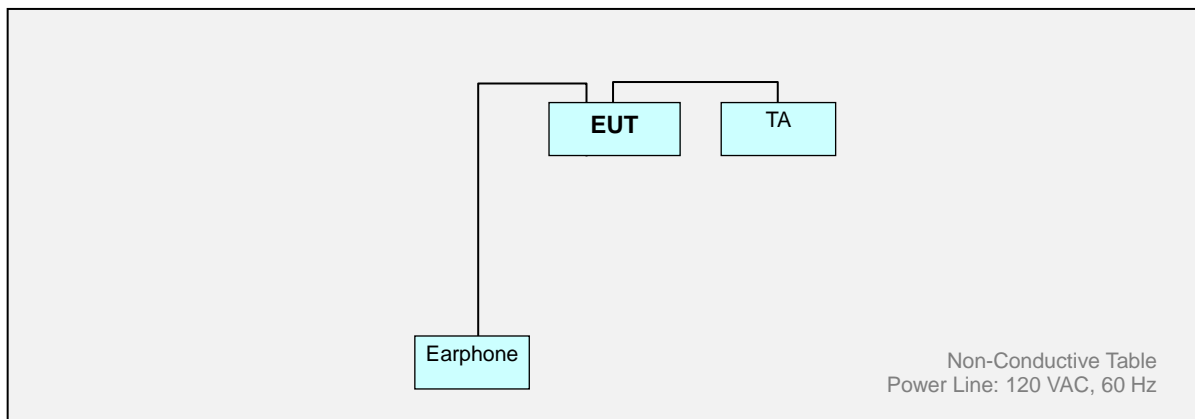 EUT
TA
Earphone
Non-Conductive Table
Power Line: 120 VAC, 60 Hz